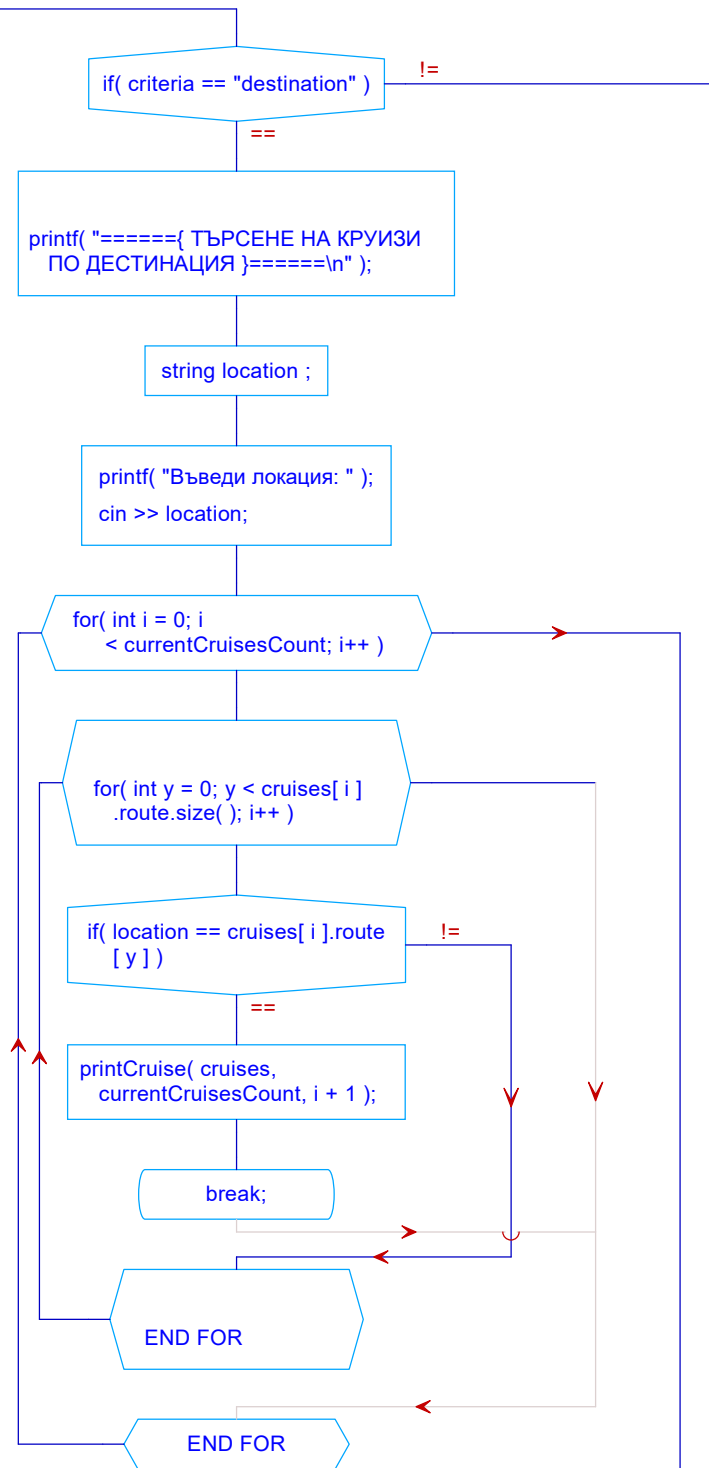 if( criteria == "destination" )
!=
==
printf( "======{ ТЪРСЕНЕ НА КРУИЗИ
ПО ДЕСТИНАЦИЯ }======\n" );
string location ;
printf( "Въведи локация: " );
cin >> location;
for( int i = 0; i
< currentCruisesCount; i++ )
for( int y = 0; y < cruises[ i ]
.route.size( ); i++ )
if( location == cruises[ i ].route
[ y ] )
!=
==
printCruise( cruises,
currentCruisesCount, i + 1 );
break;
END FOR
END FOR